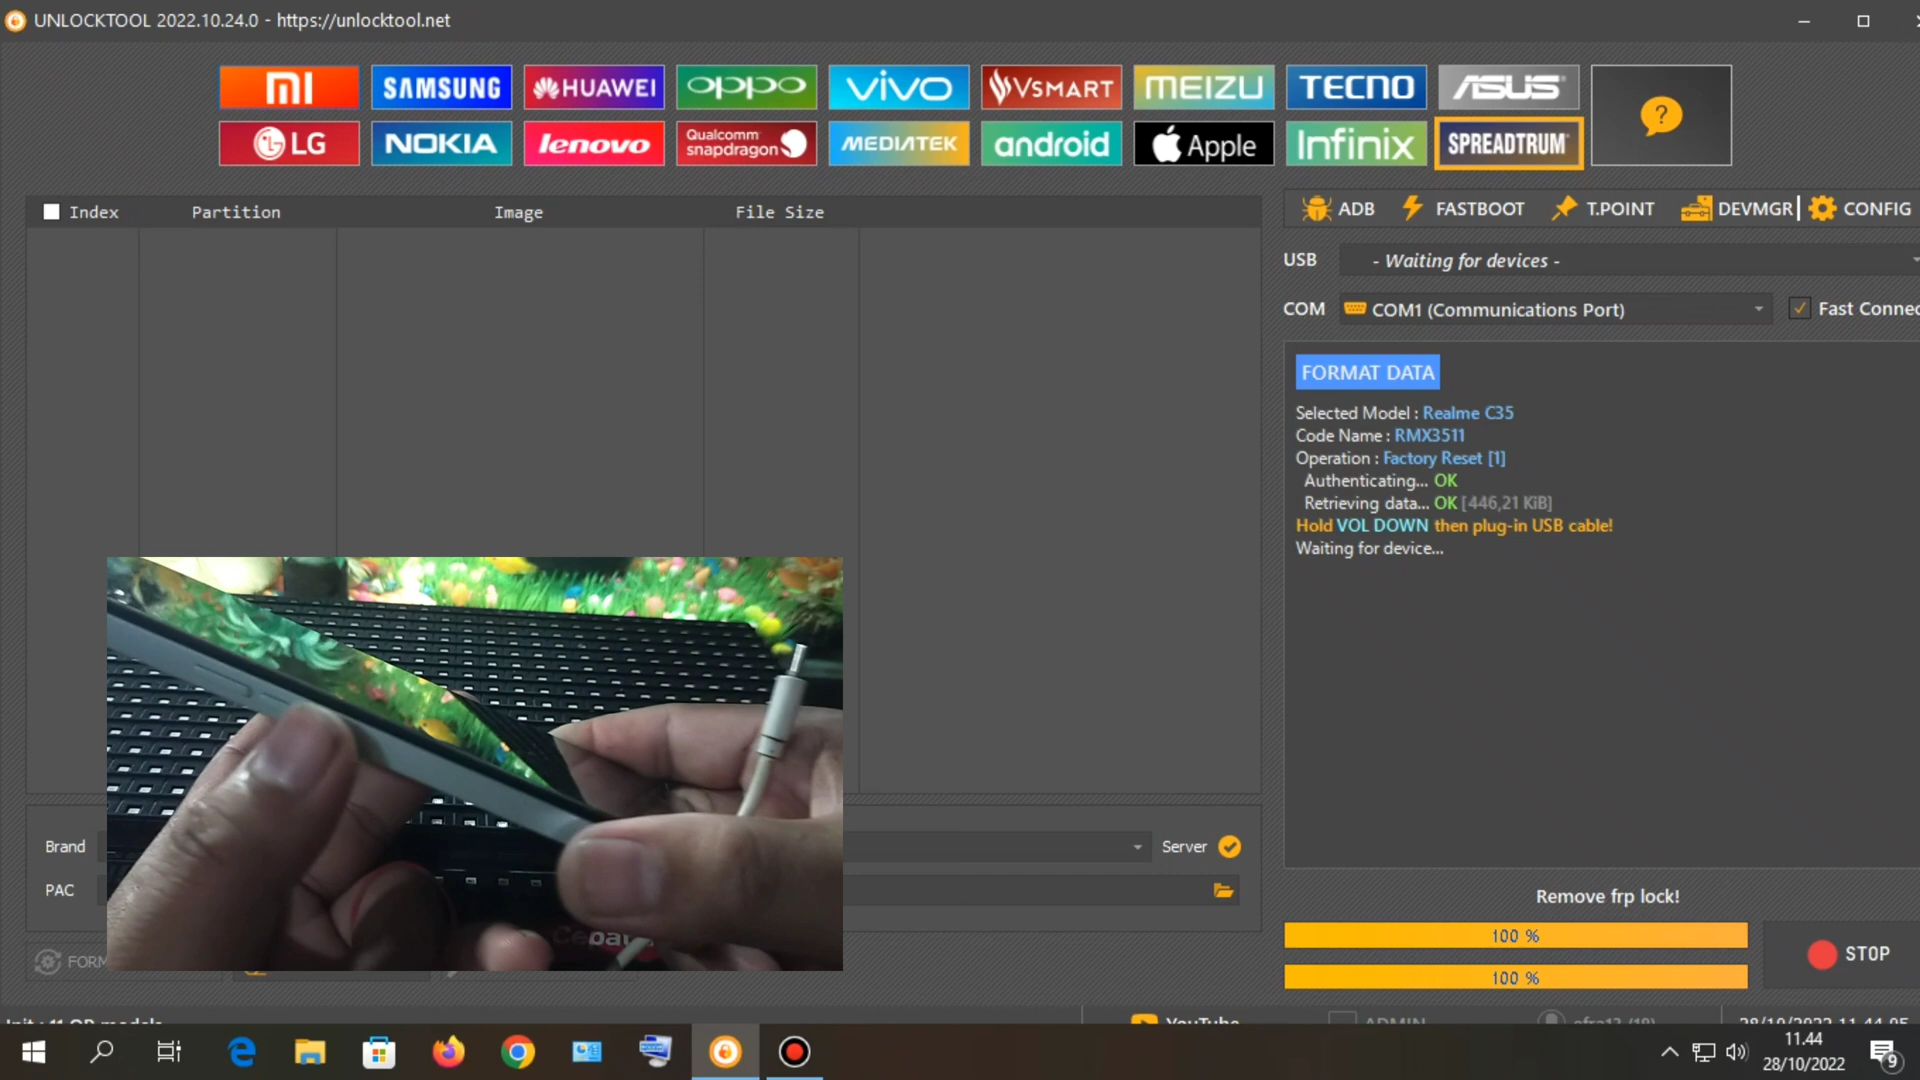 UNLOCKTOOL 2022.10.24.0 - https://unlocktool.net
MI SAMSUNG HUAWEI oppo vivo VSMART MEIZU TECNO ASUS
LG NOKIA lenovo Qualcomm snapdragon MEDIATEK android Apple Infinix SPREADTRUM
?
Index Partition Image File Size
ADB FASTBOOT T.POINT DEVMGR CONFIG
USB - Waiting for devices -
COM COM1 (Communications Port) Fast Connec
FORMAT DATA
Selected Model : Realme C35
Code Name : RMX3511
Operation : Factory Reset [1]
Authenticating... OK
Retrieving data... OK [446,21 KiB]
Hold VOL DOWN then plug-in USB cable!
Waiting for device...
Brand Server
PAC
Remove frp lock!
100 %
STOP
100 %
FORM
YouTube ADMIN
11.44
28/10/2022
9